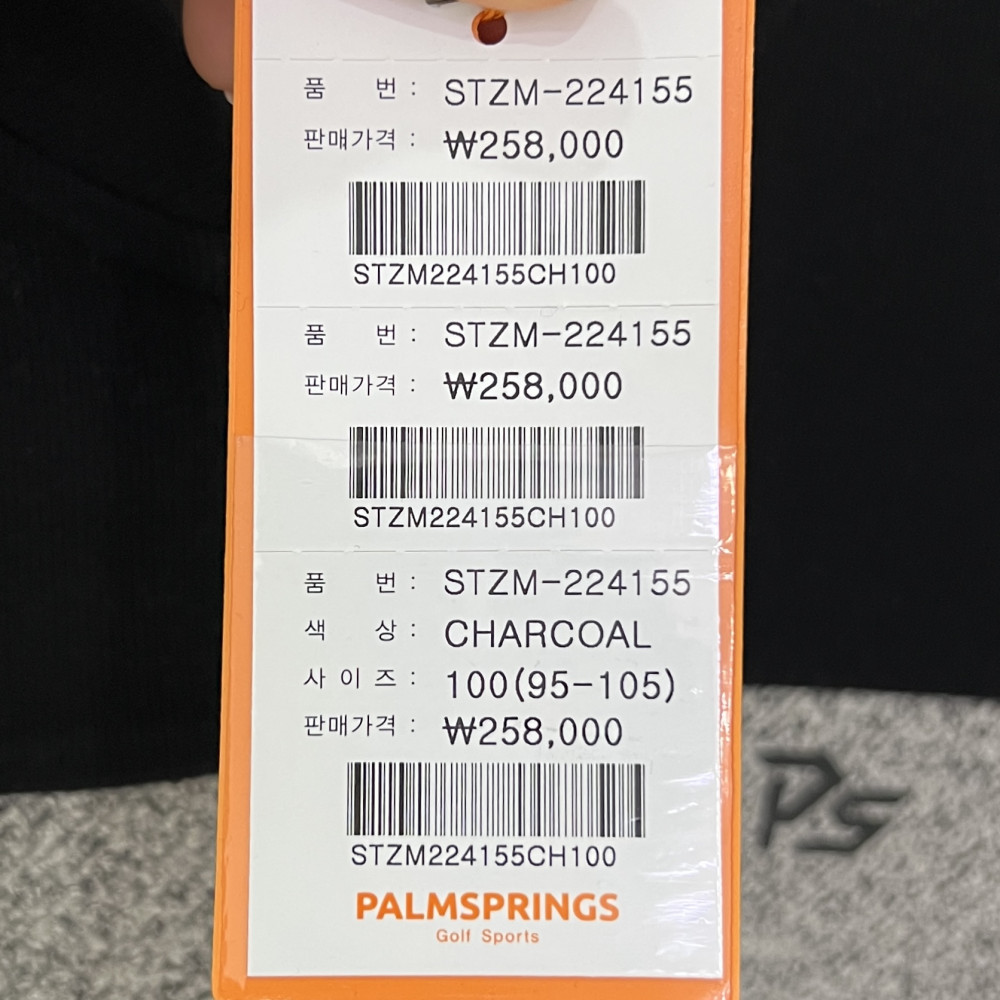 품 번 : STZM-224155
판매가격 : ₩258,000
STZM224155CH100
품 번 : STZM-224155
판매가격 : ₩258,000
STZM224155CH100
품 번 : STZM-224155
색 상 : CHARCOAL
사 이 즈 : 100(95-105)
판매가격 : ₩258,000
STZM224155CH100
PALMSPRINGS
Golf Sports
PS